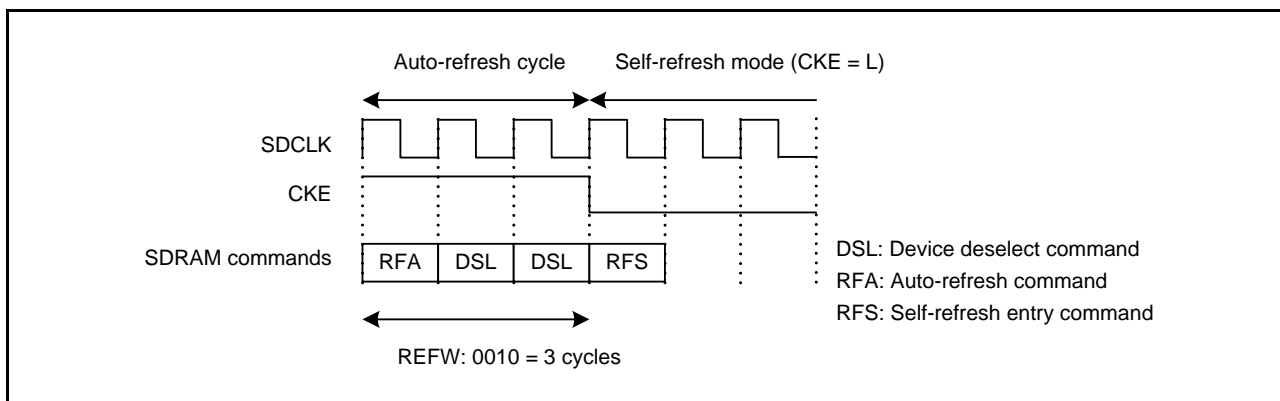 Auto-refresh cycle
Self-refresh mode (CKE = L)
SDCLK
CKE
SDRAM commands
RFA
DSL
DSL
RFS
DSL: Device deselect command
RFA: Auto-refresh command
RFS: Self-refresh entry command
REFW: 0010 = 3 cycles